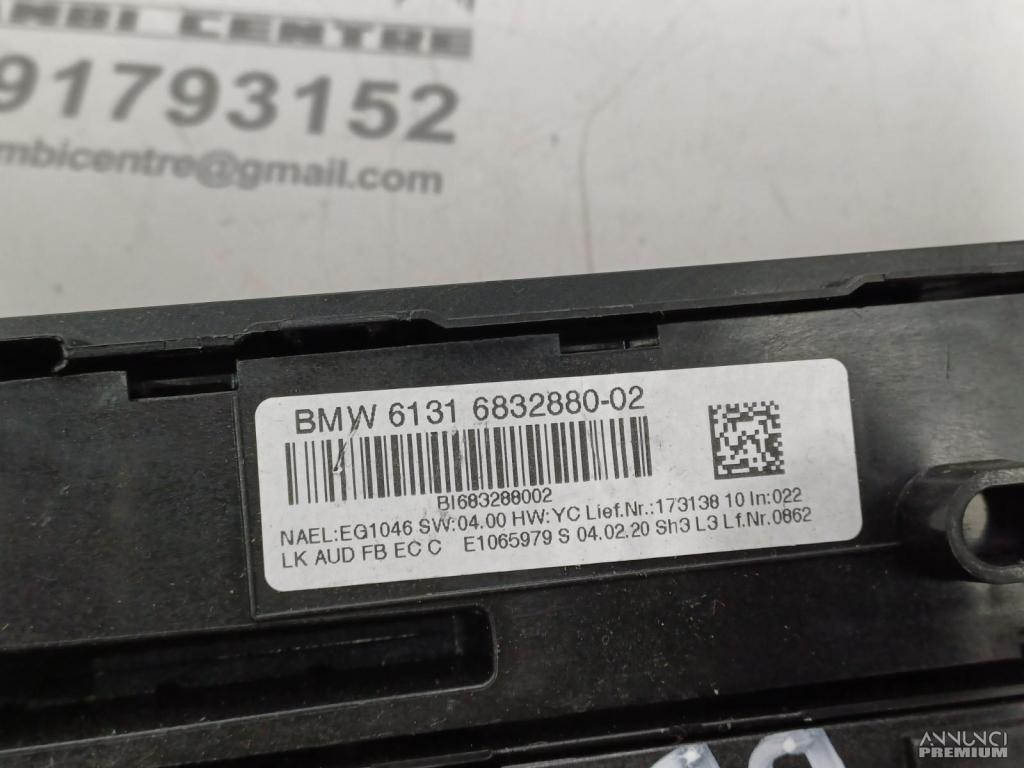 CENTRE
91793152
mbicentre@gmail.com
BMW 6131 6832880-02
BI683288002
NAEL:EG1046 SW:04.00 HW:YC Lief.Nr.:173138 10 In:022
LK AUD FB EC C E1065979 S 04.02.20 Sh3 L3 Lf.Nr.0862
ANNUNCI
PREMIUM